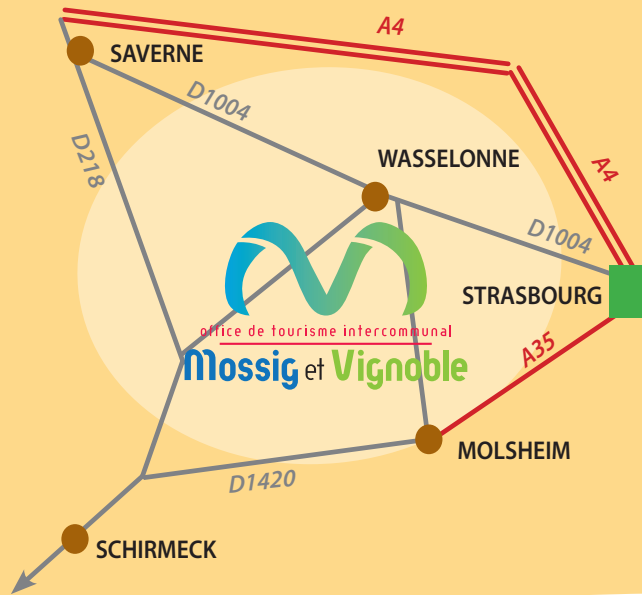 A4
SAVERNE
D1004
D218
WASSELONNE
A4
D1004
STRASBOURG
office de tourisme intercommunal
Mossig et Vignoble
A35
MOLSHEIM
D1420
SCHIRMECK